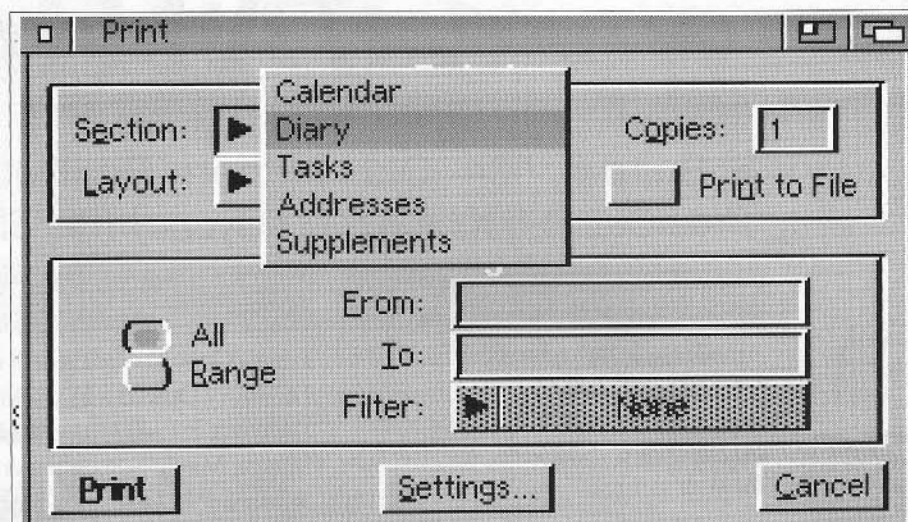 Print
Calendar
Section:
Diary
Copies: 1
Tasks
Layout:
Print to File
Addresses
Supplements
From:
All
To:
Range
Filter: None
Print Settings... Cancel